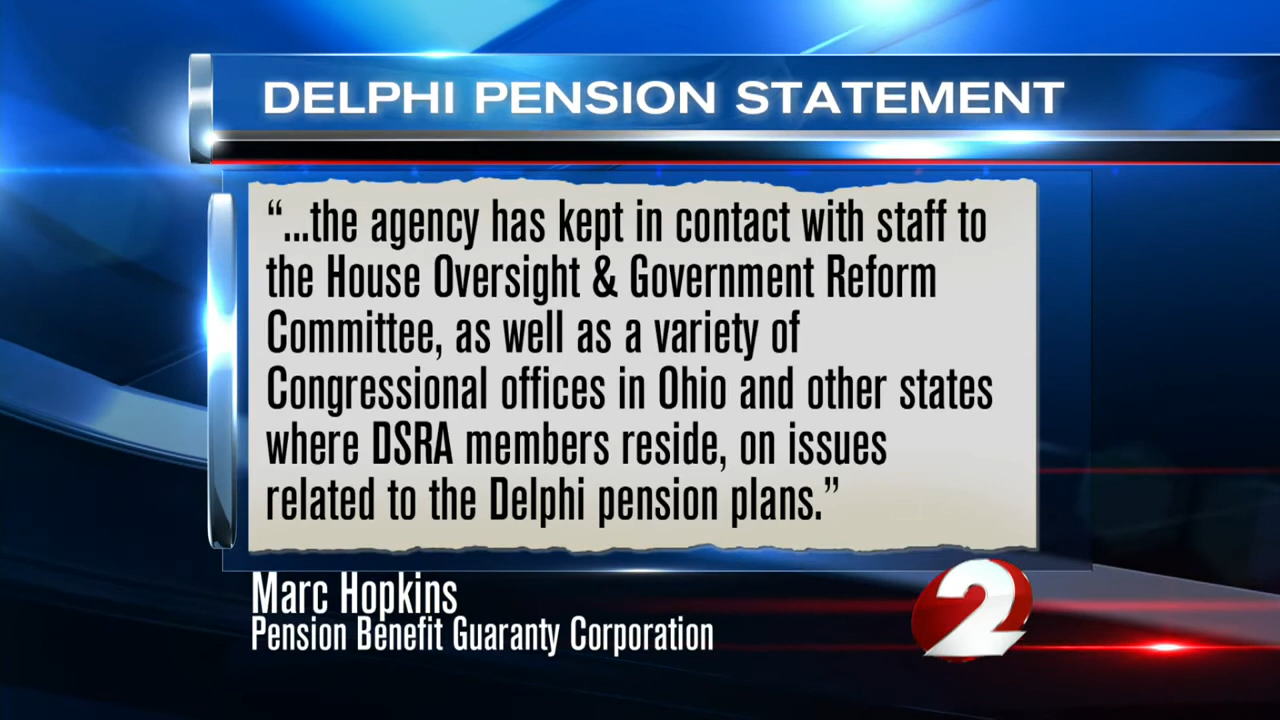 DELPHI PENSION STATEMENT
“...the agency has kept in contact with staff to
the House Oversight & Government Reform
Committee, as well as a variety of
Congressional offices in Ohio and other states
where DSRA members reside, on issues
related to the Delphi pension plans.”
Marc Hopkins
Pension Benefit Guaranty Corporation
2